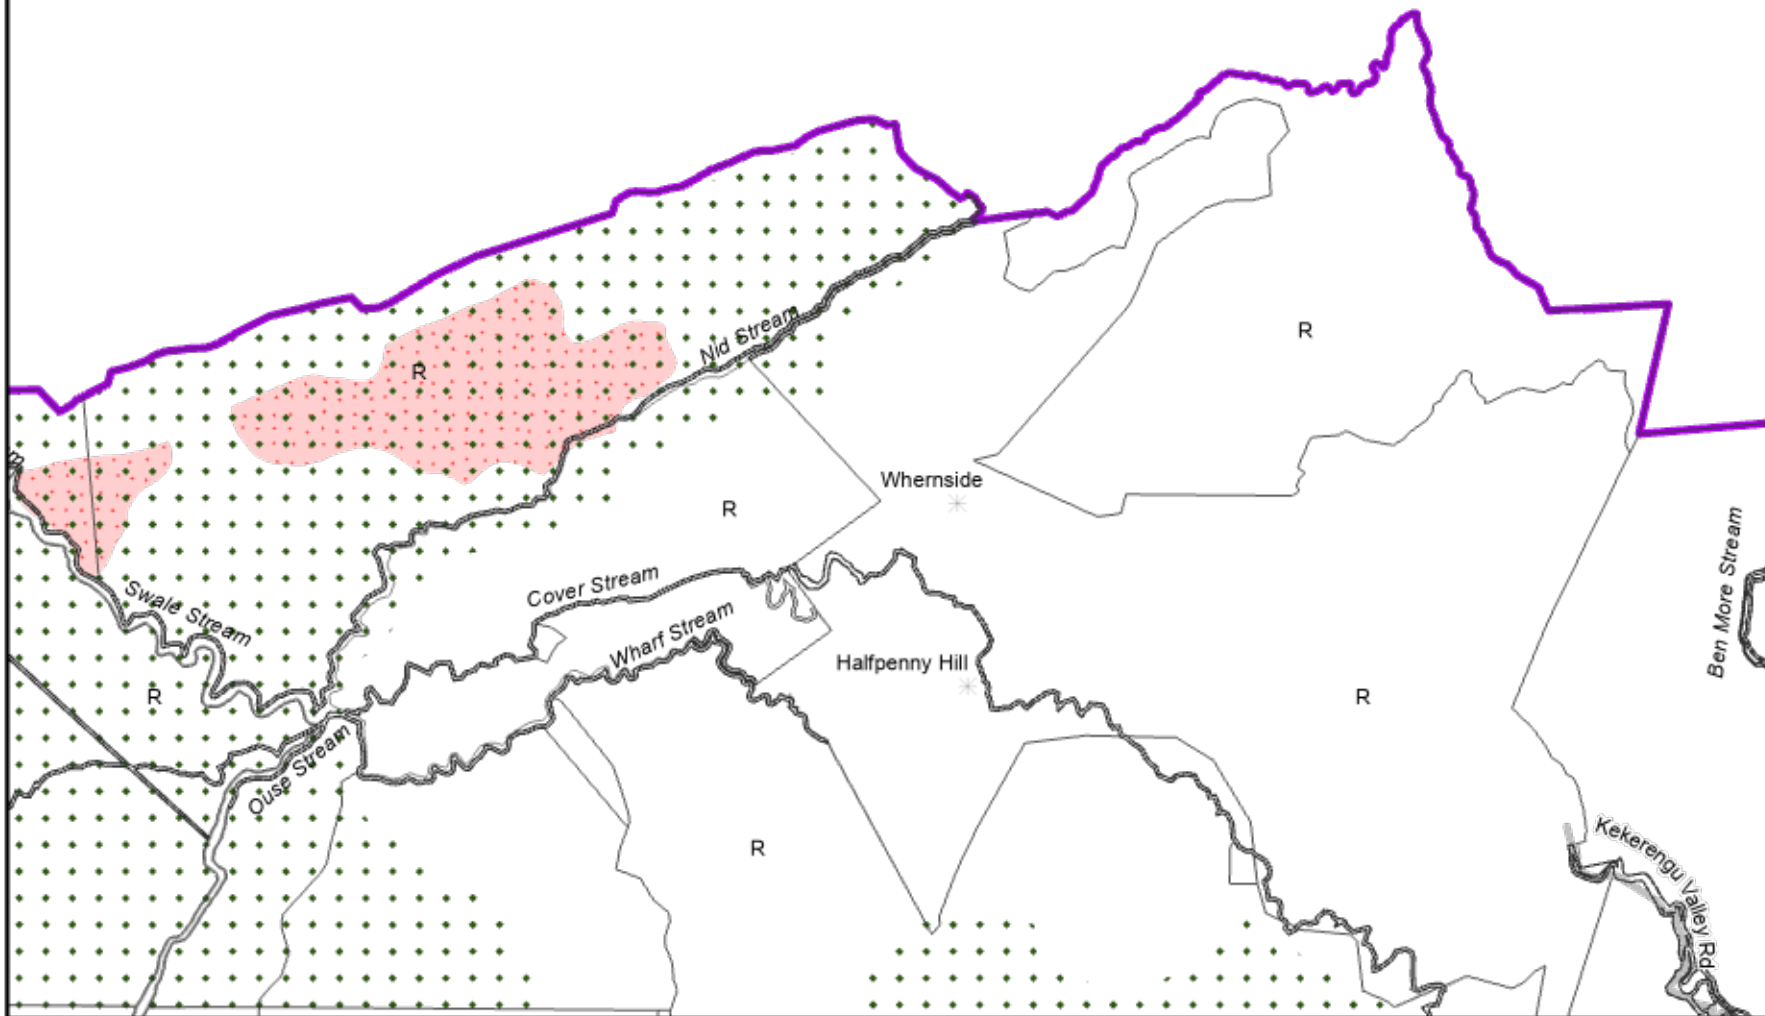 R
Nid Stream
R
m
Whernside
R
Cover Stream
Swale Stream
Wharf Stream
Halfpenny Hill
Ben More Stream
R
R
Ouse Stream
R
Kekerengu Valley Rd